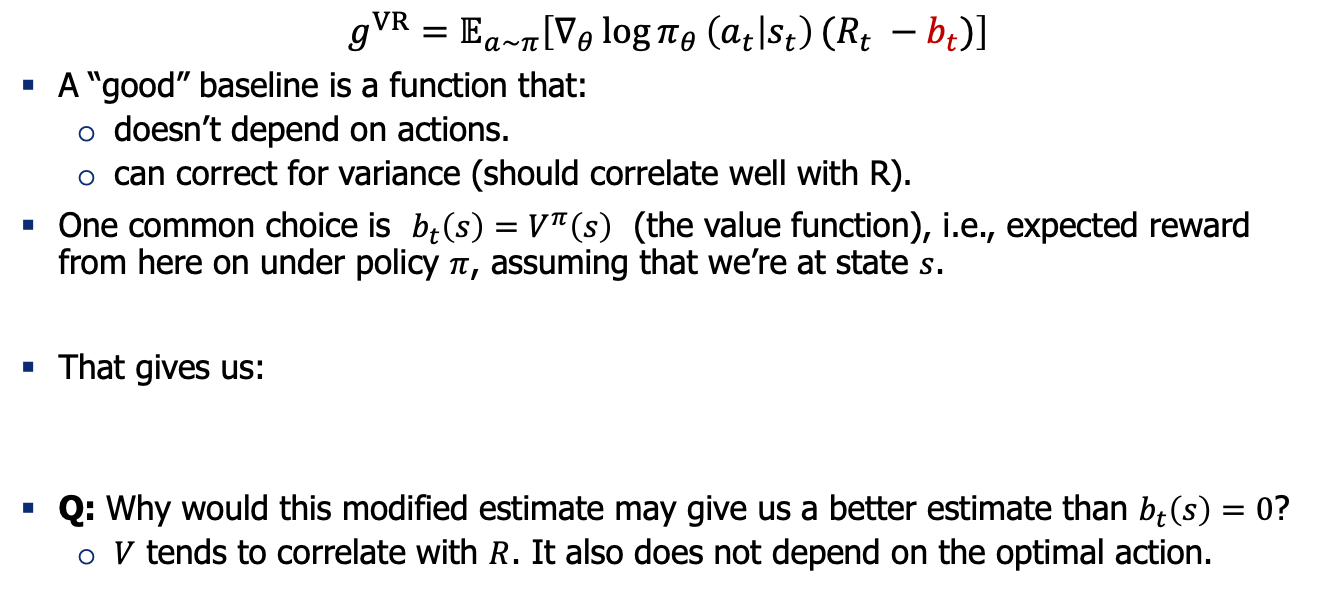 g^VR = 𝔼_{a∼π}[∇_θ log π_θ (a_t|s_t) (R_t − b_t)]
▪ A “good” baseline is a function that:
o doesn’t depend on actions.
o can correct for variance (should correlate well with R).
▪ One common choice is b_t(s) = V^π(s) (the value function), i.e., expected reward
from here on under policy π, assuming that we’re at state s.
▪ That gives us:
▪ Q: Why would this modified estimate may give us a better estimate than b_t(s) = 0?
o V tends to correlate with R. It also does not depend on the optimal action.